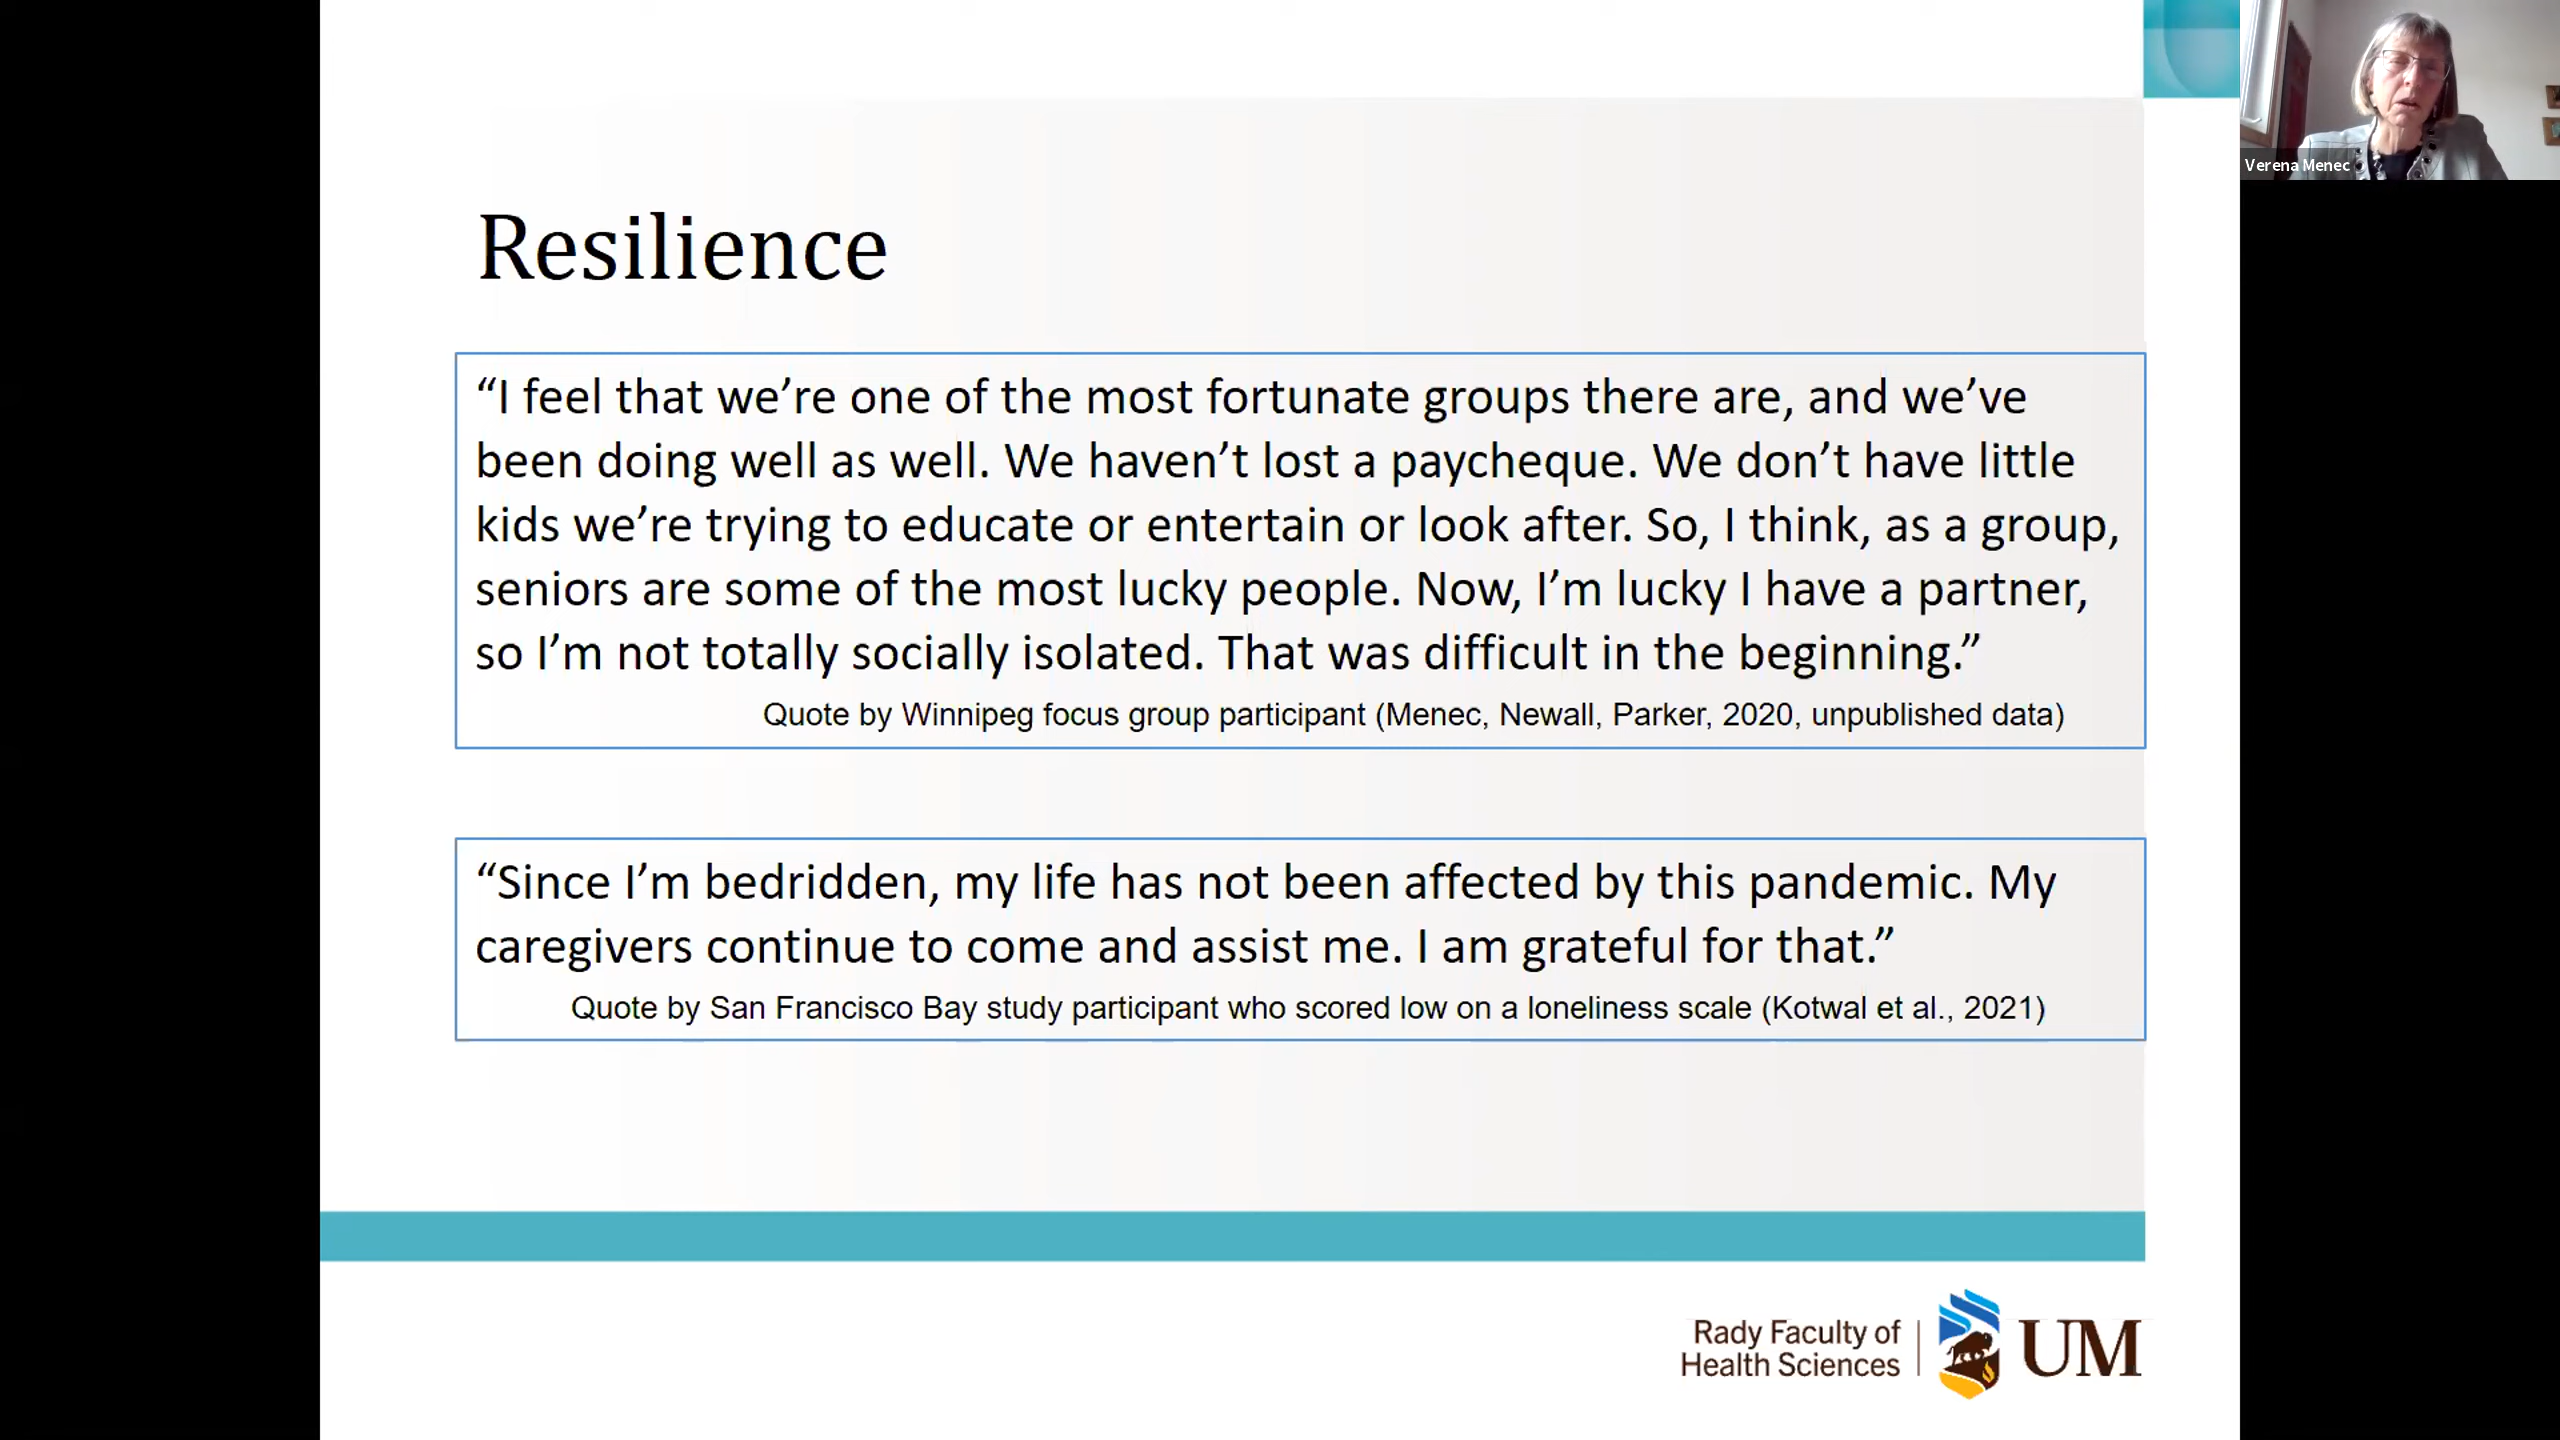 Verena Menec
Resilience
“I feel that we’re one of the most fortunate groups there are, and we’ve
been doing well as well. We haven’t lost a paycheque. We don’t have little
kids we’re trying to educate or entertain or look after. So, I think, as a group,
seniors are some of the most lucky people. Now, I’m lucky I have a partner,
so I’m not totally socially isolated. That was difficult in the beginning.”
Quote by Winnipeg focus group participant (Menec, Newall, Parker, 2020, unpublished data)
“Since I’m bedridden, my life has not been affected by this pandemic. My
caregivers continue to come and assist me. I am grateful for that.”
Quote by San Francisco Bay study participant who scored low on a loneliness scale (Kotwal et al., 2021)
Rady Faculty of
Health Sciences
UM